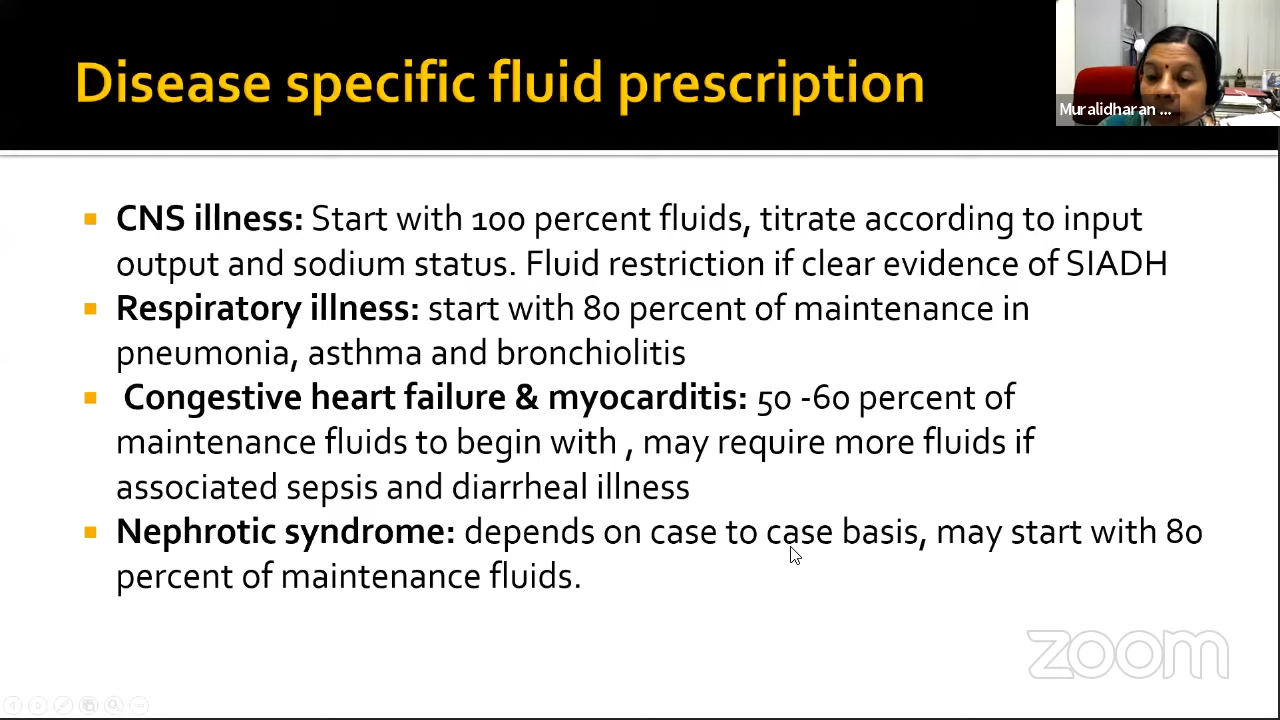 Disease specific fluid prescription
Muralidharan ...
CNS illness: Start with 100 percent fluids, titrate according to input
output and sodium status. Fluid restriction if clear evidence of SIADH
Respiratory illness: start with 80 percent of maintenance in
pneumonia, asthma and bronchiolitis
Congestive heart failure & myocarditis: 50 -60 percent of
maintenance fluids to begin with , may require more fluids if
associated sepsis and diarrheal illness
Nephrotic syndrome: depends on case to case basis, may start with 80
percent of maintenance fluids.
zoom